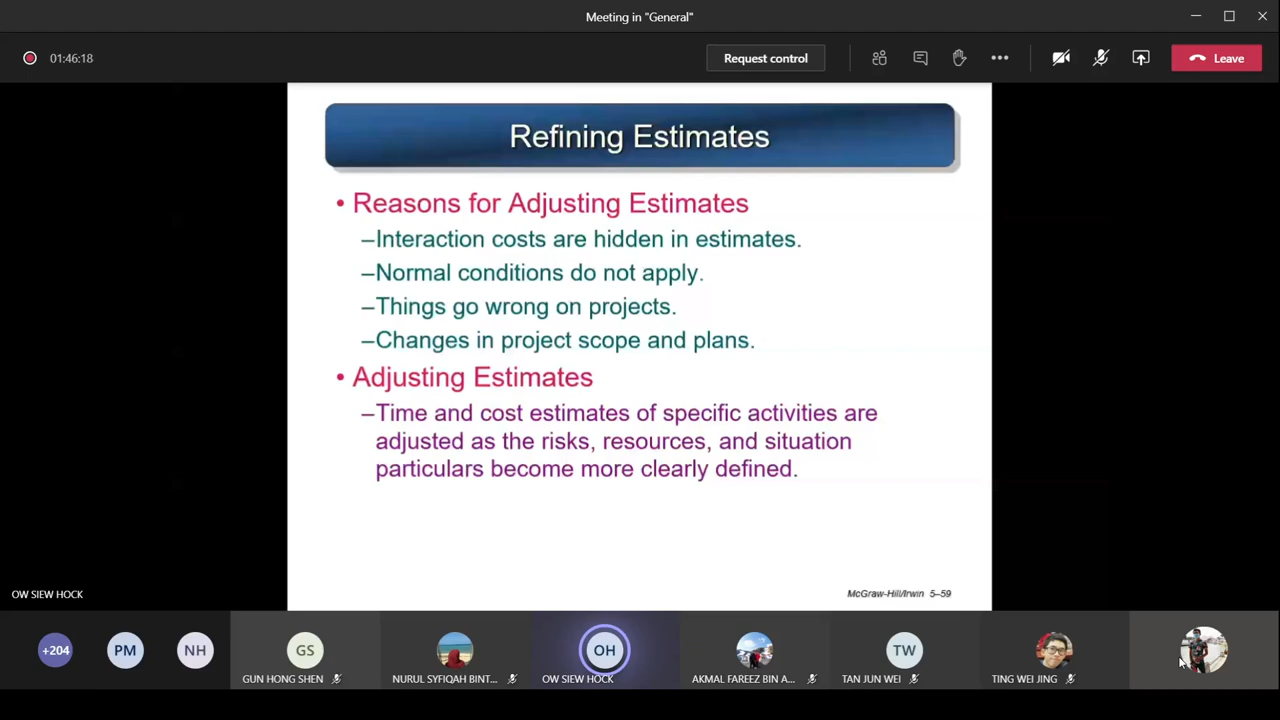 Meeting in "General"
01:46:18
Request control
Leave
Refining Estimates
• Reasons for Adjusting Estimates
–Interaction costs are hidden in estimates.
–Normal conditions do not apply.
–Things go wrong on projects.
–Changes in project scope and plans.
• Adjusting Estimates
–Time and cost estimates of specific activities are
adjusted as the risks, resources, and situation
particulars become more clearly defined.
McGraw-Hill/Irwin 5–59
OW SIEW HOCK
+204
PM
NH
GS
OH
TW
GUN HONG SHEN
NURUL SYFIQAH BINT...
OW SIEW HOCK
AKMAL FAREEZ BIN A...
TAN JUN WEI
TING WEI JING